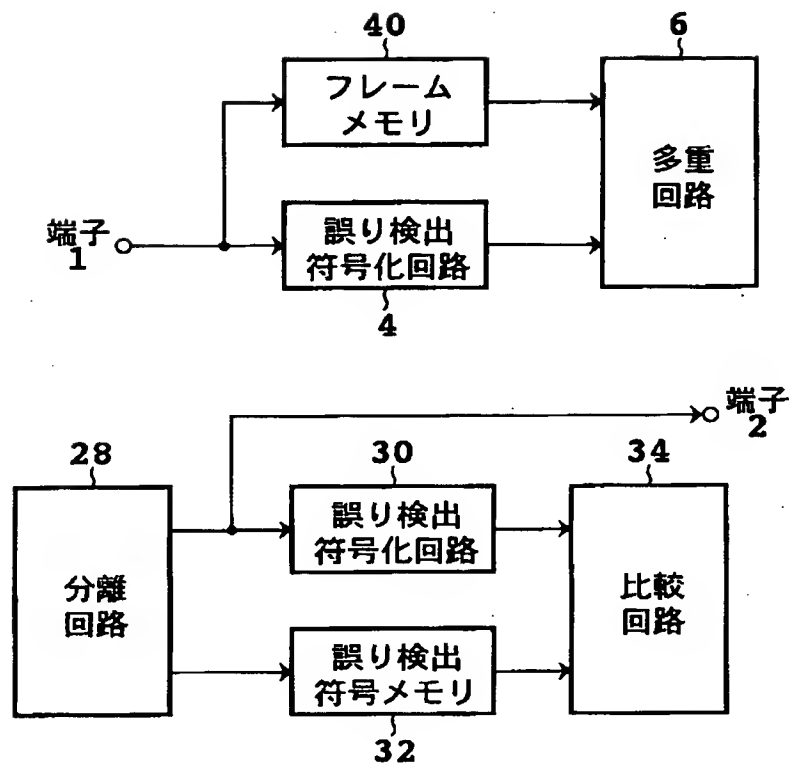 40
フレーム
メモリ
6
多重
回路
端子
1
誤り検出
符号化回路
4
端子
2
28
分離
回路
30
誤り検出
符号化回路
34
比較
回路
誤り検出
符号メモリ
32